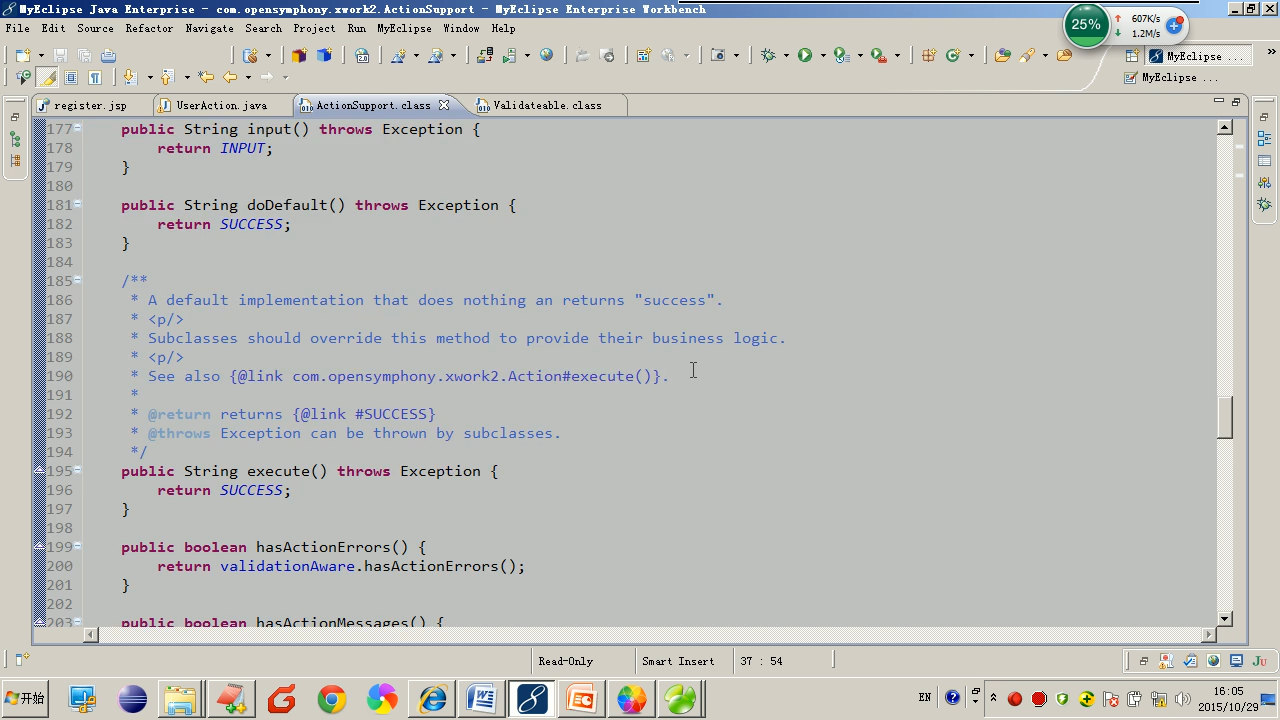 MyEclipse Java Enterprise - com.opensymphony.xwork2.ActionSupport - MyEclipse Enterprise Workbench
File Edit Source Refactor Navigate Search Project Run MyEclipse Window Help
25%
607K/s
1.2M/s
MyEclipse ...
MyEclipse ...
register.jsp UserAction.java ActionSupport.class Validateable.class
177 public String input() throws Exception {
178 return INPUT;
179 }
180
181 public String doDefault() throws Exception {
182 return SUCCESS;
183 }
184
185 /**
186 * A default implementation that does nothing an returns "success".
187 * <p/>
188 * Subclasses should override this method to provide their business logic.
189 * <p/>
190 * See also {@link com.opensymphony.xwork2.Action#execute()}.
191 *
192 * @return returns {@link #SUCCESS}
193 * @throws Exception can be thrown by subclasses.
194 */
195 public String execute() throws Exception {
196 return SUCCESS;
197 }
198
199 public boolean hasActionErrors() {
200 return validationAware.hasActionErrors();
201 }
202
203 public boolean hasActionMessages() {
Read-Only Smart Insert 37 : 54
开始
EN
16:05
2015/10/29